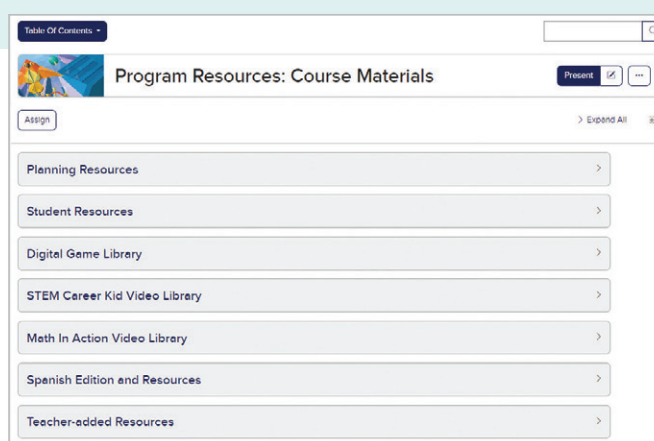 Table Of Contents
Program Resources: Course Materials
Present
Assign
Expand All
Planning Resources
Student Resources
Digital Game Library
STEM Career Kid Video Library
Math In Action Video Library
Spanish Edition and Resources
Teacher-added Resources